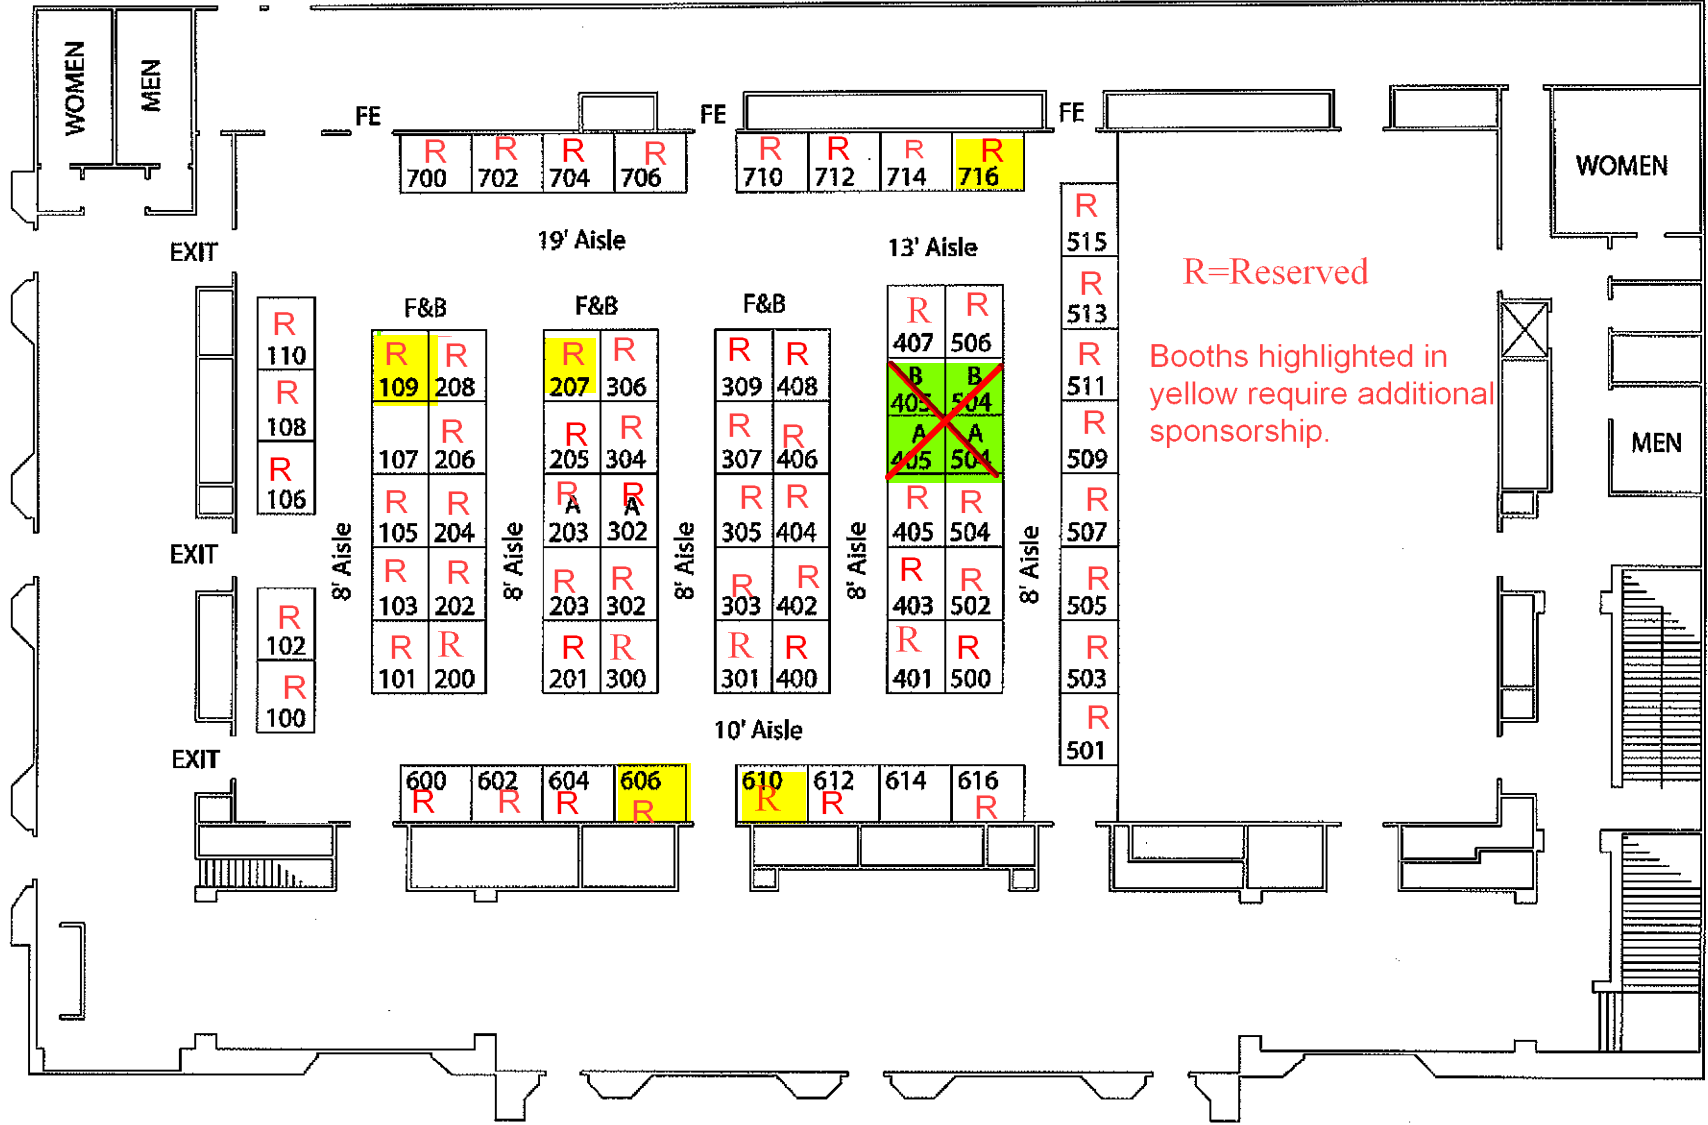 WOMEN
MEN
FE
FE
FE
R R R R
700 702 704 706
R R R R
710 712 714 716
WOMEN
EXIT
19' Aisle
13' Aisle
R
515
R=Reserved
R
513
F&B
F&B
F&B
R
110
R R
109 208
R R
207 306
R R
309 408
R R
407 506
R
511
Booths highlighted in
yellow require additional
sponsorship.
R
108
R
107 206
R R
205 304
R R
307 406
B B
405 504
A A
405 504
R
509
MEN
R
106
R R
105 204
R R
A A
203 302
R R
305 404
R R
405 504
R
507
EXIT
8' Aisle
8' Aisle
8' Aisle
8' Aisle
8' Aisle
R R
103 202
R R
203 302
R R
303 402
R R
403 502
R
505
R
102
R R
101 200
R R
201 300
R R
301 400
R R
401 500
R
503
R
100
10' Aisle
R
501
EXIT
600 602 604 606
R R R R
610 612 614 616
R R R